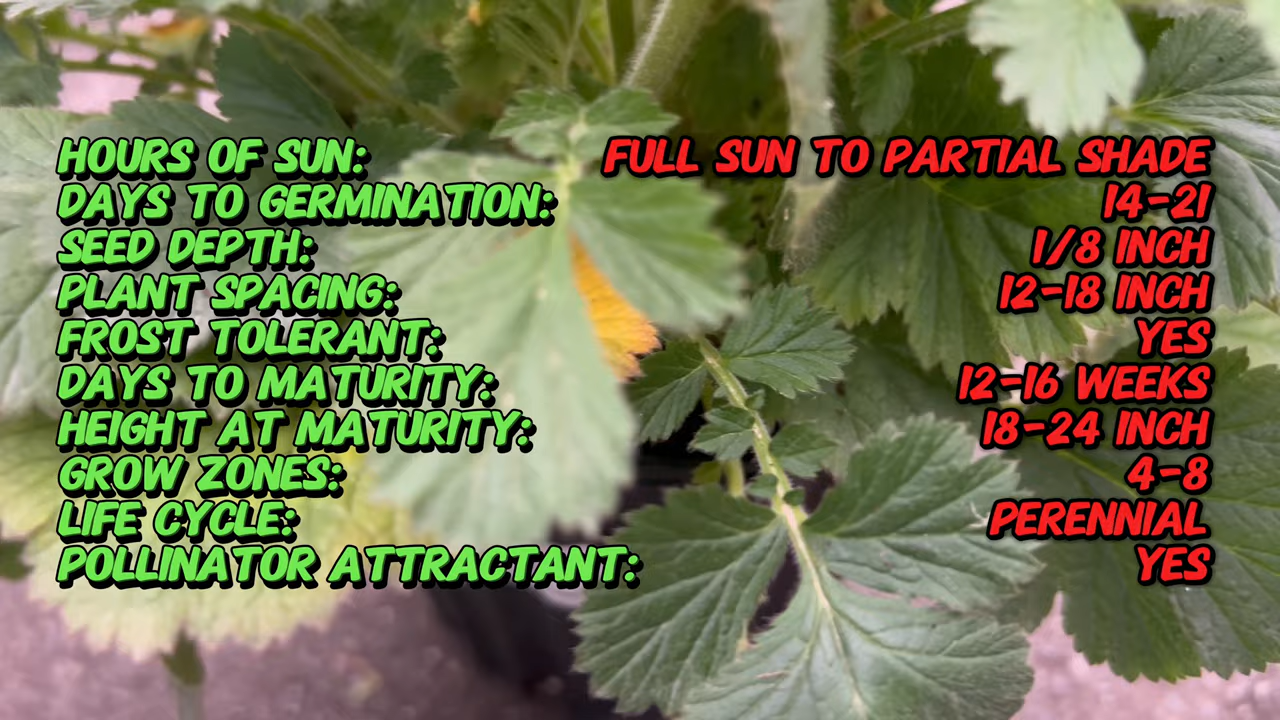 HOURS OF SUN: FULL SUN TO PARTIAL SHADE
DAYS TO GERMINATION: 14-21
SEED DEPTH: 1/8 INCH
PLANT SPACING: 12-18 INCH
FROST TOLERANT: YES
DAYS TO MATURITY: 12-16 WEEKS
HEIGHT AT MATURITY: 18-24 INCH
GROW ZONES: 4-8
LIFE CYCLE: PERENNIAL
POLLINATOR ATTRACTANT: YES